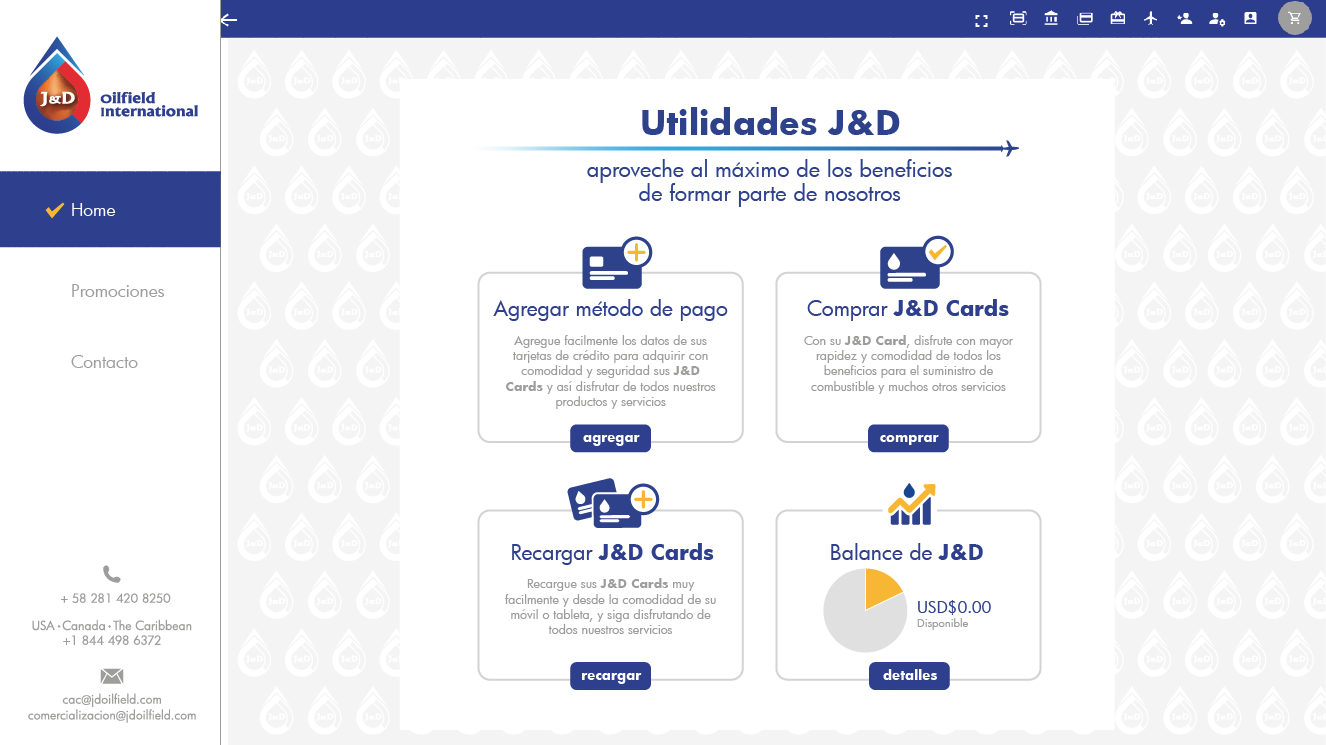 J&D
oilfield
international
Home
Promociones
Contacto
+ 58 281 420 8250
USA • Canada • The Caribbean
+1 844 498 6372
cac@jdoilfield.com
comercializacion@jdoilfield.com
Utilidades J&D
aproveche al máximo de los beneficios
de formar parte de nosotros
Agregar método de pago
Agregue facilmente los datos de sus
tarjetas de crédito para adquirir con
comodidad y seguridad sus J&D
Cards y así disfrutar de todos nuestros
productos y servicios
agregar
Comprar J&D Cards
Con su J&D Card, disfrute con mayor
rapidez y comodidad de todos los
beneficios para el suministro de
combustible y muchos otros servicios
comprar
Recargar J&D Cards
Recargue sus J&D Cards muy
facilmente y desde la comodidad de su
móvil o tableta, y siga disfrutando de
todos nuestros servicios
recargar
Balance de J&D
USD$0.00
Disponible
detalles